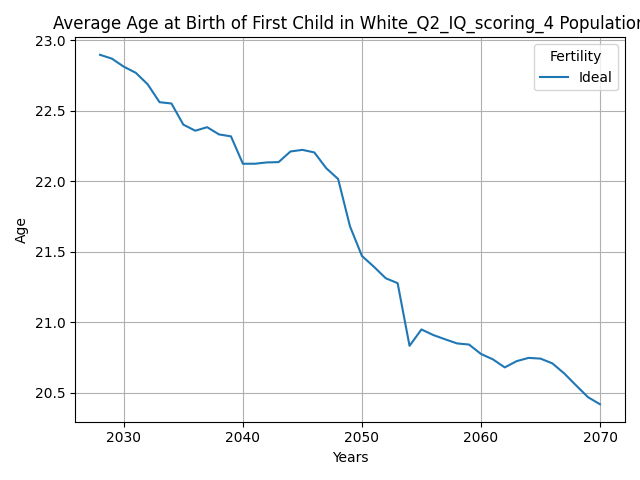 Average Age at Birth of First Child in White_Q2_IQ_scoring_4 Population
Fertility
Ideal
23.0
22.5
22.0
21.5
21.0
20.5
Age
2030 2040 2050 2060 2070
Years